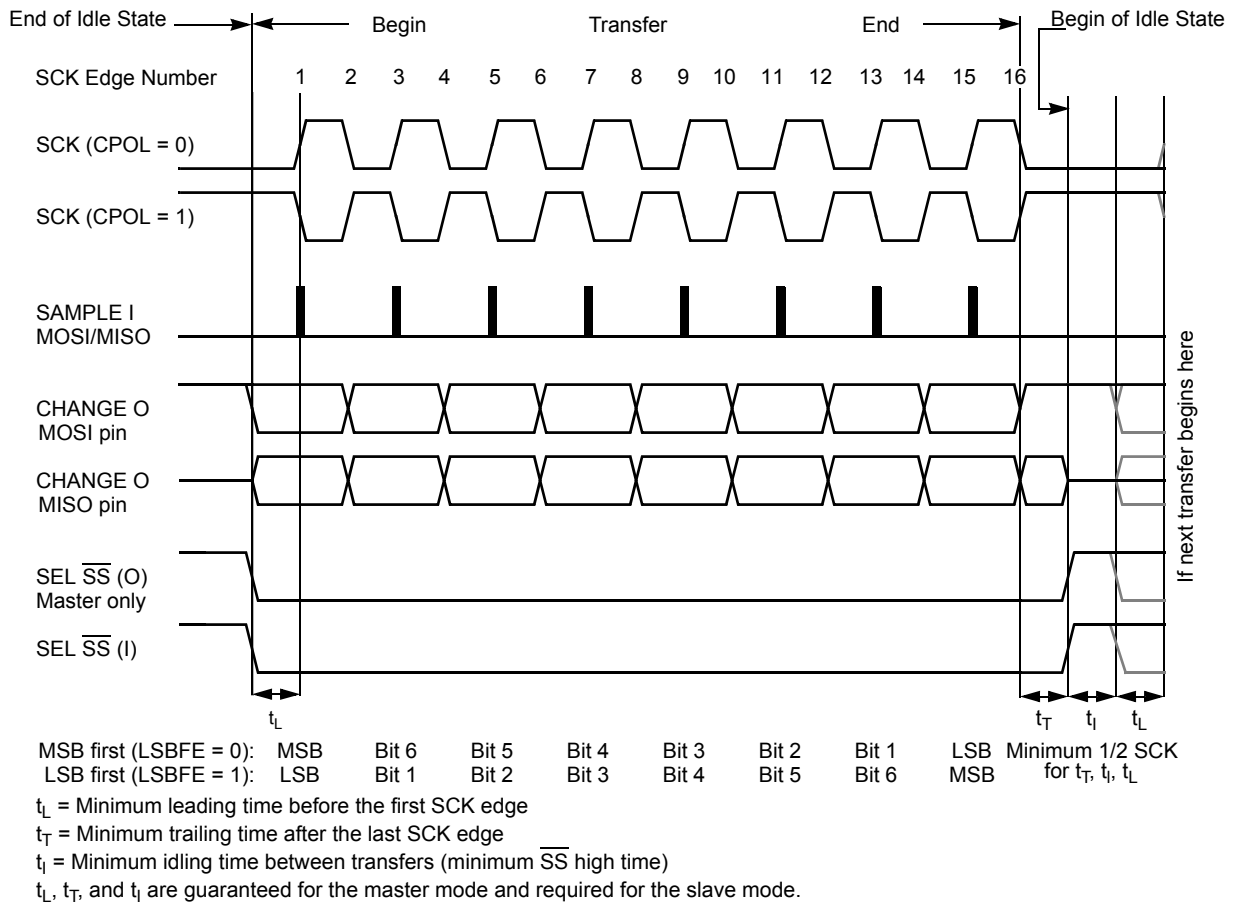 End of Idle State
Begin
Transfer
End
Begin of Idle State
SCK Edge Number
1 2 3 4 5 6 7 8 9 10 11 12 13 14 15 16
SCK (CPOL = 0)
SCK (CPOL = 1)
SAMPLE I
MOSI/MISO
CHANGE O
MOSI pin
CHANGE O
MISO pin
SEL S̅S̅ (O)
Master only
SEL S̅S̅ (I)
If next transfer begins here
tL
tT tI tL
MSB first (LSBFE = 0): MSB Bit 6 Bit 5 Bit 4 Bit 3 Bit 2 Bit 1 LSB Minimum 1/2 SCK
LSB first (LSBFE = 1): LSB Bit 1 Bit 2 Bit 3 Bit 4 Bit 5 Bit 6 MSB for tT, tI, tL
tL = Minimum leading time before the first SCK edge
tT = Minimum trailing time after the last SCK edge
tI = Minimum idling time between transfers (minimum S̅S̅ high time)
tL, tT, and tI are guaranteed for the master mode and required for the slave mode.